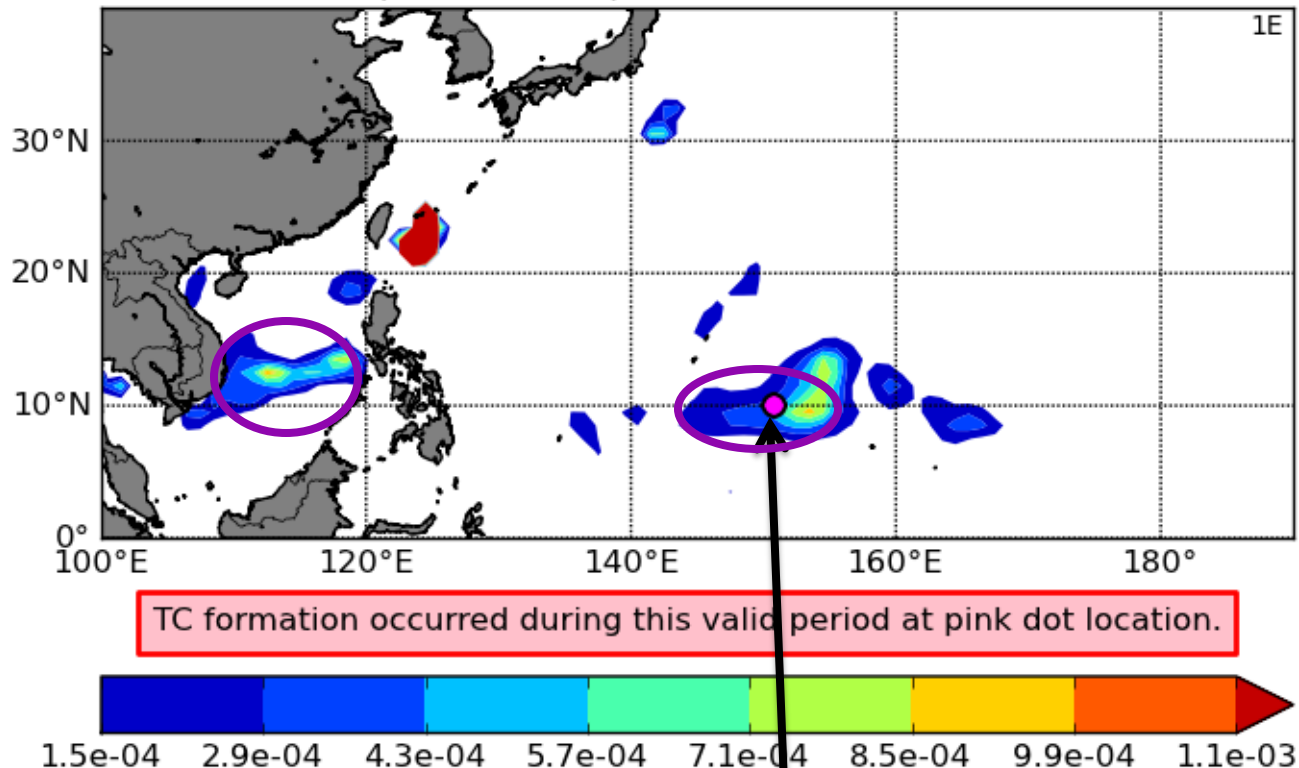 1E
30°N
20°N
10°N
0°
100°E 120°E 140°E 160°E 180°
TC formation occurred during this valid period at pink dot location.
1.5e-04 2.9e-04 4.3e-04 5.7e-04 7.1e-04 8.5e-04 9.9e-04 1.1e-03